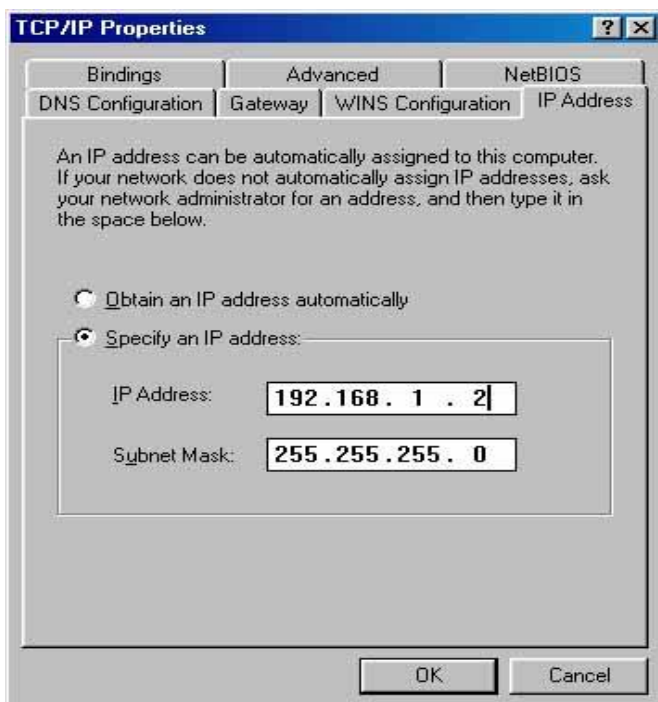 TCP/IP Properties
? ×
Bindings Advanced NetBIOS
DNS Configuration Gateway WINS Configuration IP Address
An IP address can be automatically assigned to this computer.
If your network does not automatically assign IP addresses, ask
your network administrator for an address, and then type it in
the space below.
Obtain an IP address automatically
Specify an IP address:
IP Address: 192.168. 1 . 2
Subnet Mask: 255.255.255. 0
OK Cancel